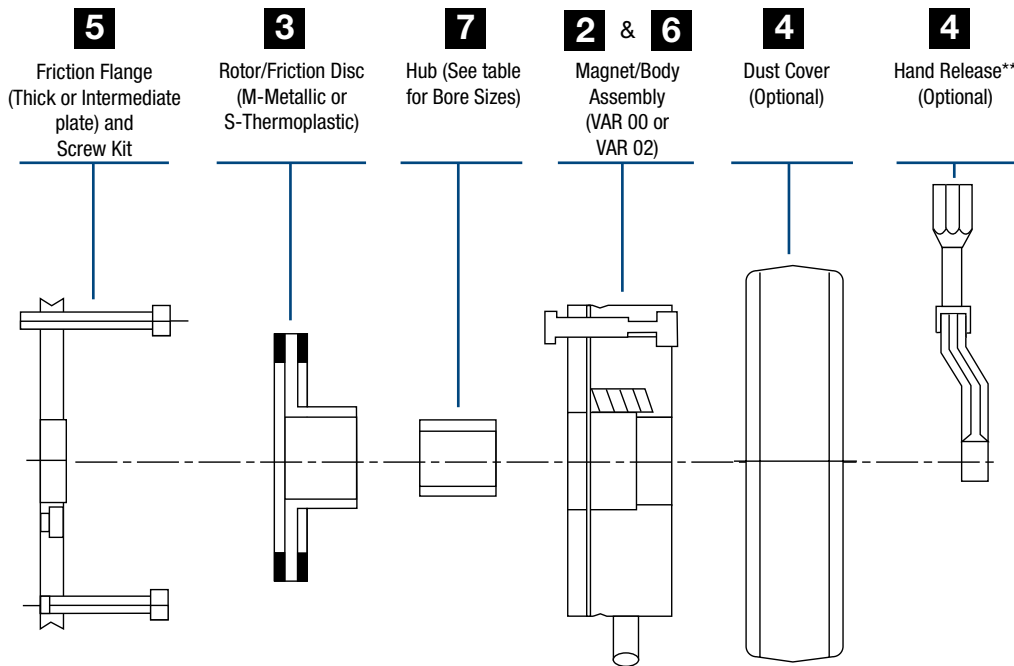 5
Friction Flange
(Thick or Intermediate
plate) and
Screw Kit
3
Rotor/Friction Disc
(M-Metallic or
S-Thermoplastic)
7
Hub (See table
for Bore Sizes)
2 & 6
Magnet/Body
Assembly
(VAR 00 or
VAR 02)
4
Dust Cover
(Optional)
4
Hand Release**
(Optional)